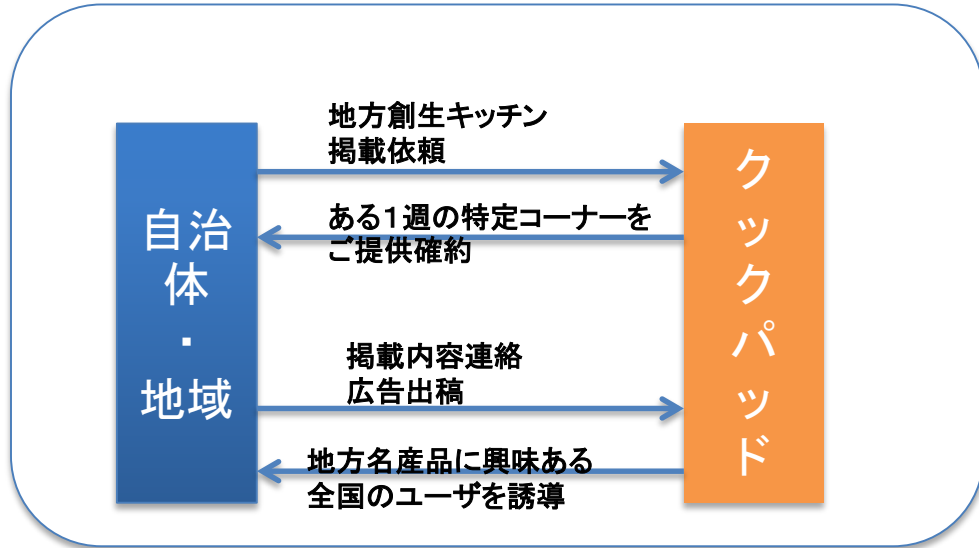 地方創生キッチン
掲載依頼
ある1週の特定コーナーを
ご提供確約
自治
体
・
地域
掲載内容連絡
広告出稿
地方名産品に興味ある
全国のユーザを誘導
クックパッド